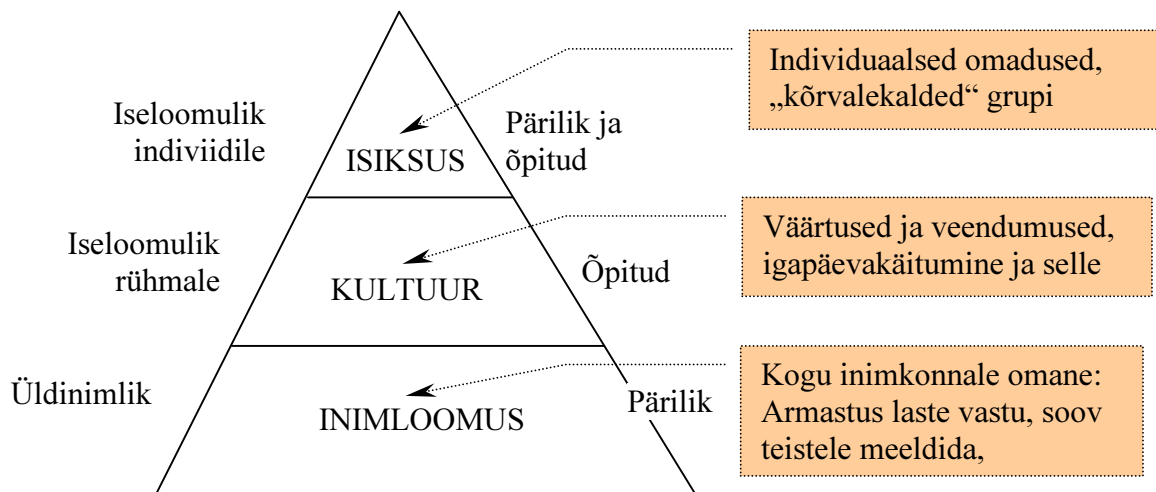 Iseloomulik
indiviidile
ISIKSUS
Pärilik ja
õpitud
Individuaalsed omadused,
„kõrvalekalded“ grupi
Iseloomulik
rühmale
KULTUUR
Õpitud
Väärtused ja veendumused,
igapäevakäitumine ja selle
Üldinimlik
INIMLOOMUS
Pärilik
Kogu inimkonnale omane:
Armastus laste vastu, soov
teistele meeldida,